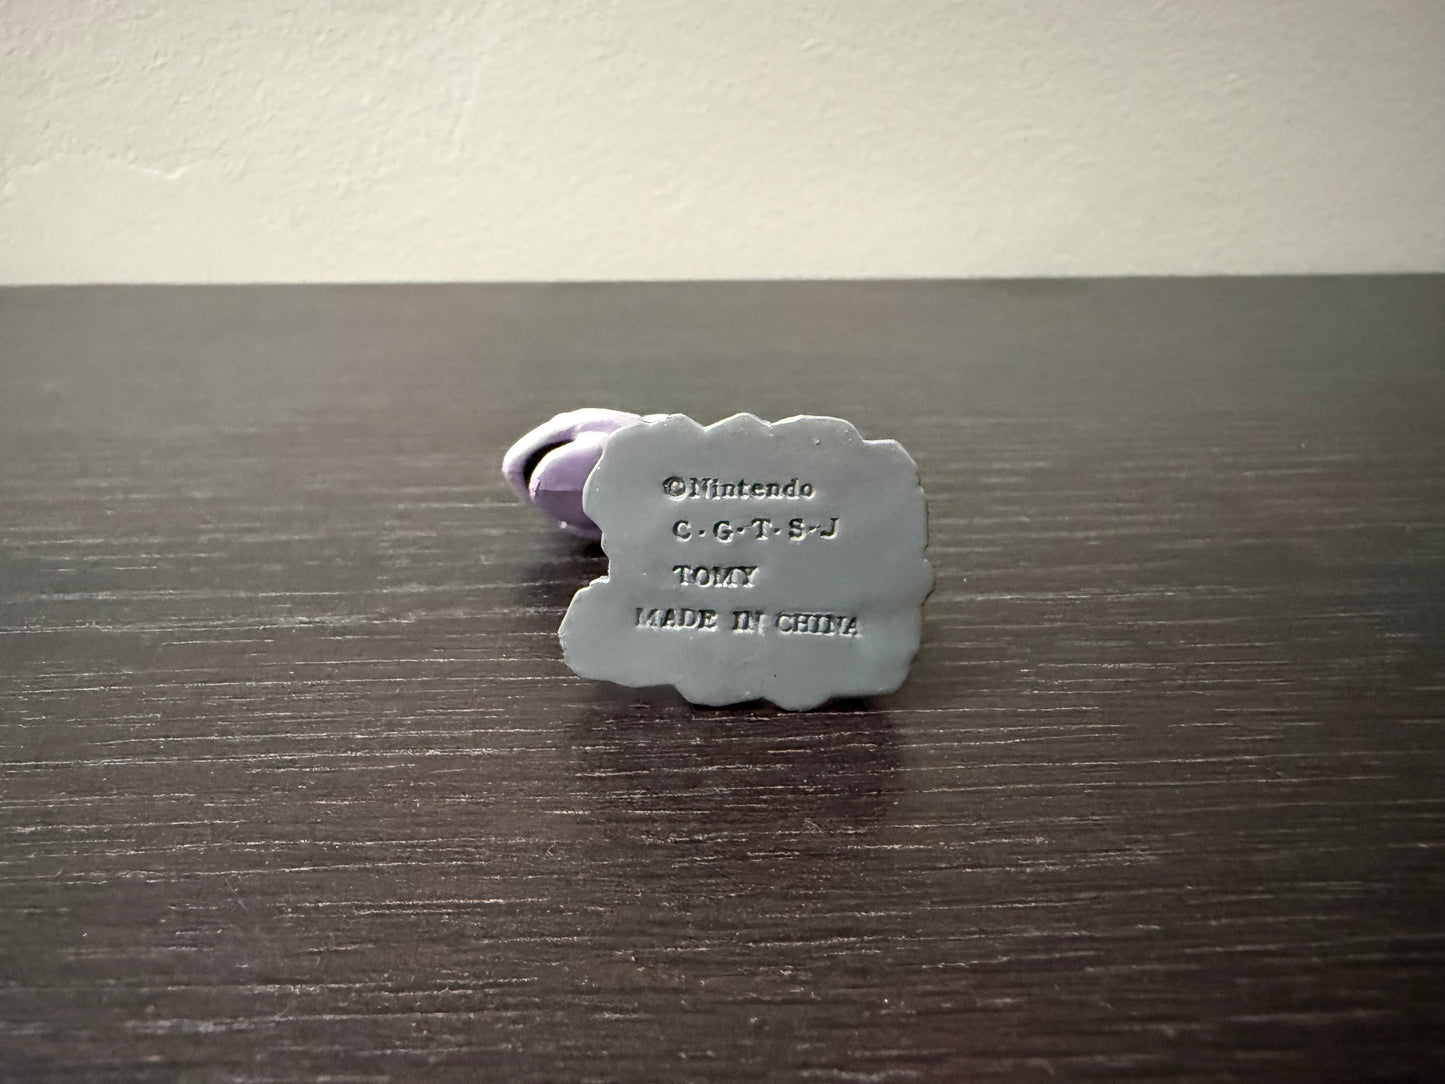 ©Nintendo
C・G・T・S・J
TOMY
MADE IN CHINA